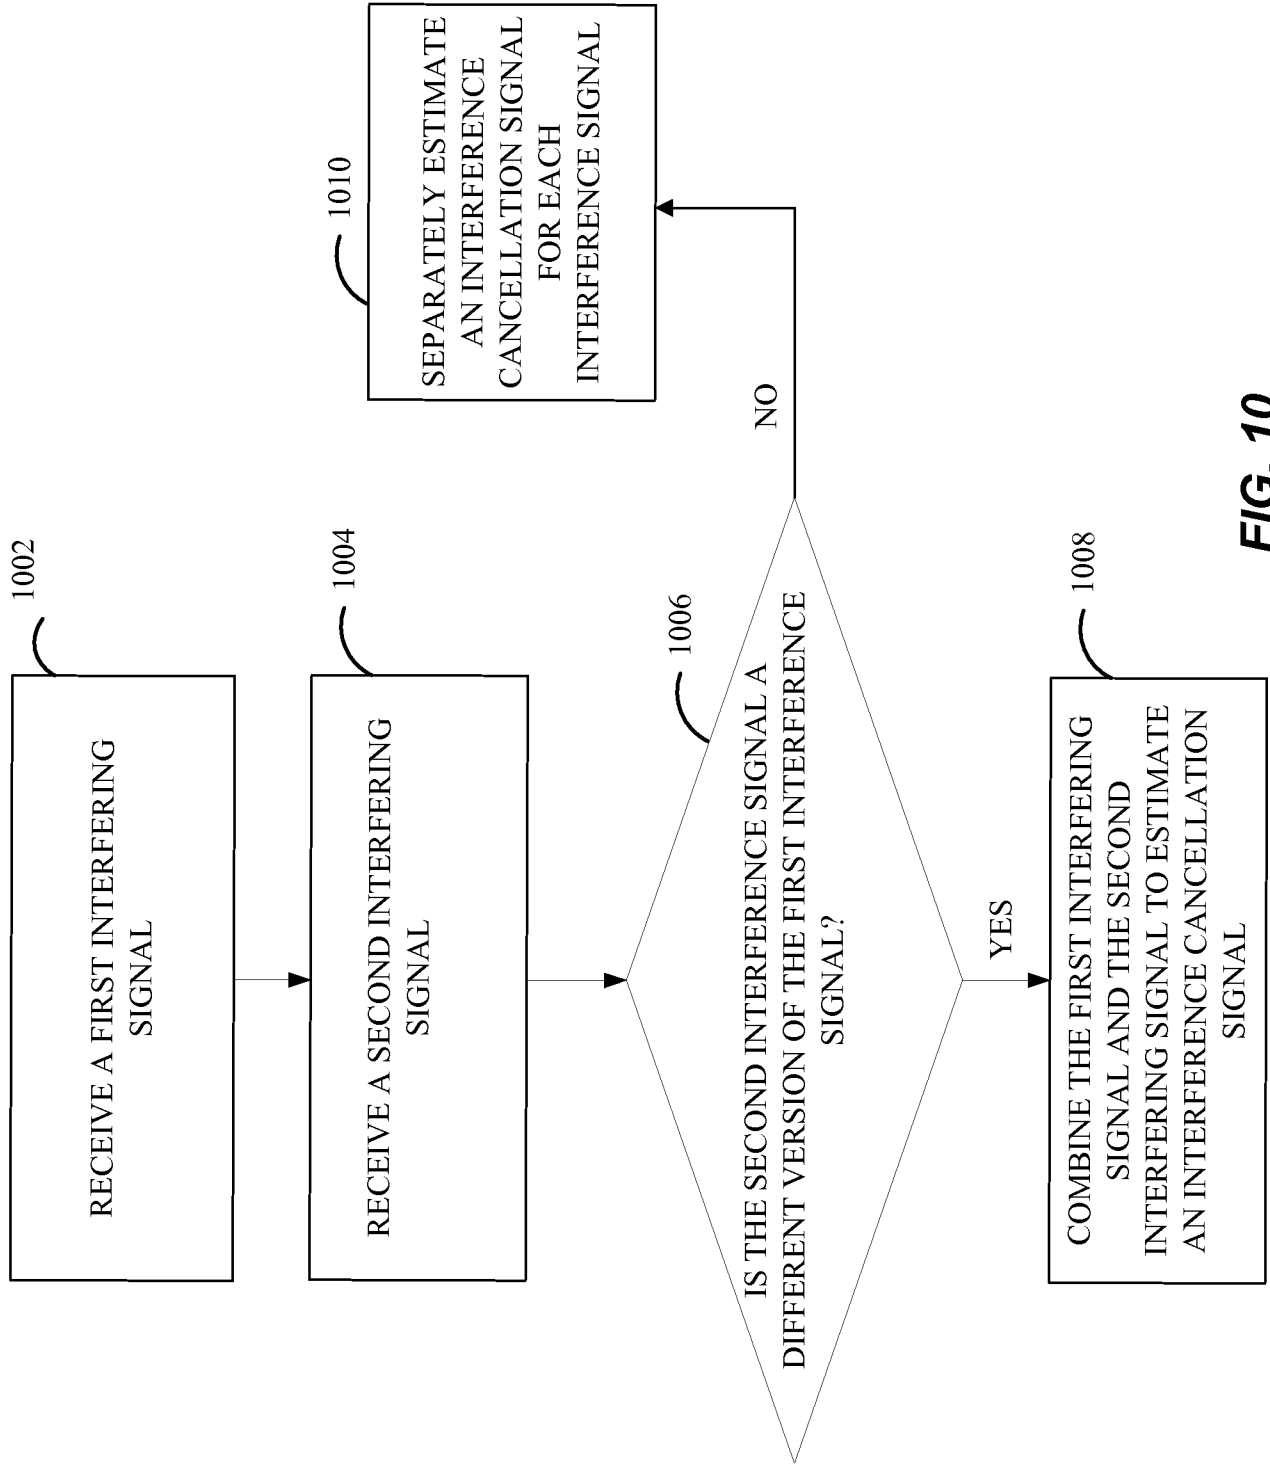 1002
RECEIVE A FIRST INTERFERING
SIGNAL
1004
RECEIVE A SECOND INTERFERING
SIGNAL
1006
IS THE SECOND INTERFERENCE SIGNAL A
DIFFERENT VERSION OF THE FIRST INTERFERENCE
SIGNAL?
NO
1010
SEPARATELY ESTIMATE
AN INTERFERENCE
CANCELLATION SIGNAL
FOR EACH
INTERFERENCE SIGNAL
YES
1008
COMBINE THE FIRST INTERFERING
SIGNAL AND THE SECOND
INTERFERING SIGNAL TO ESTIMATE
AN INTERFERENCE CANCELLATION
SIGNAL
FIG. 10